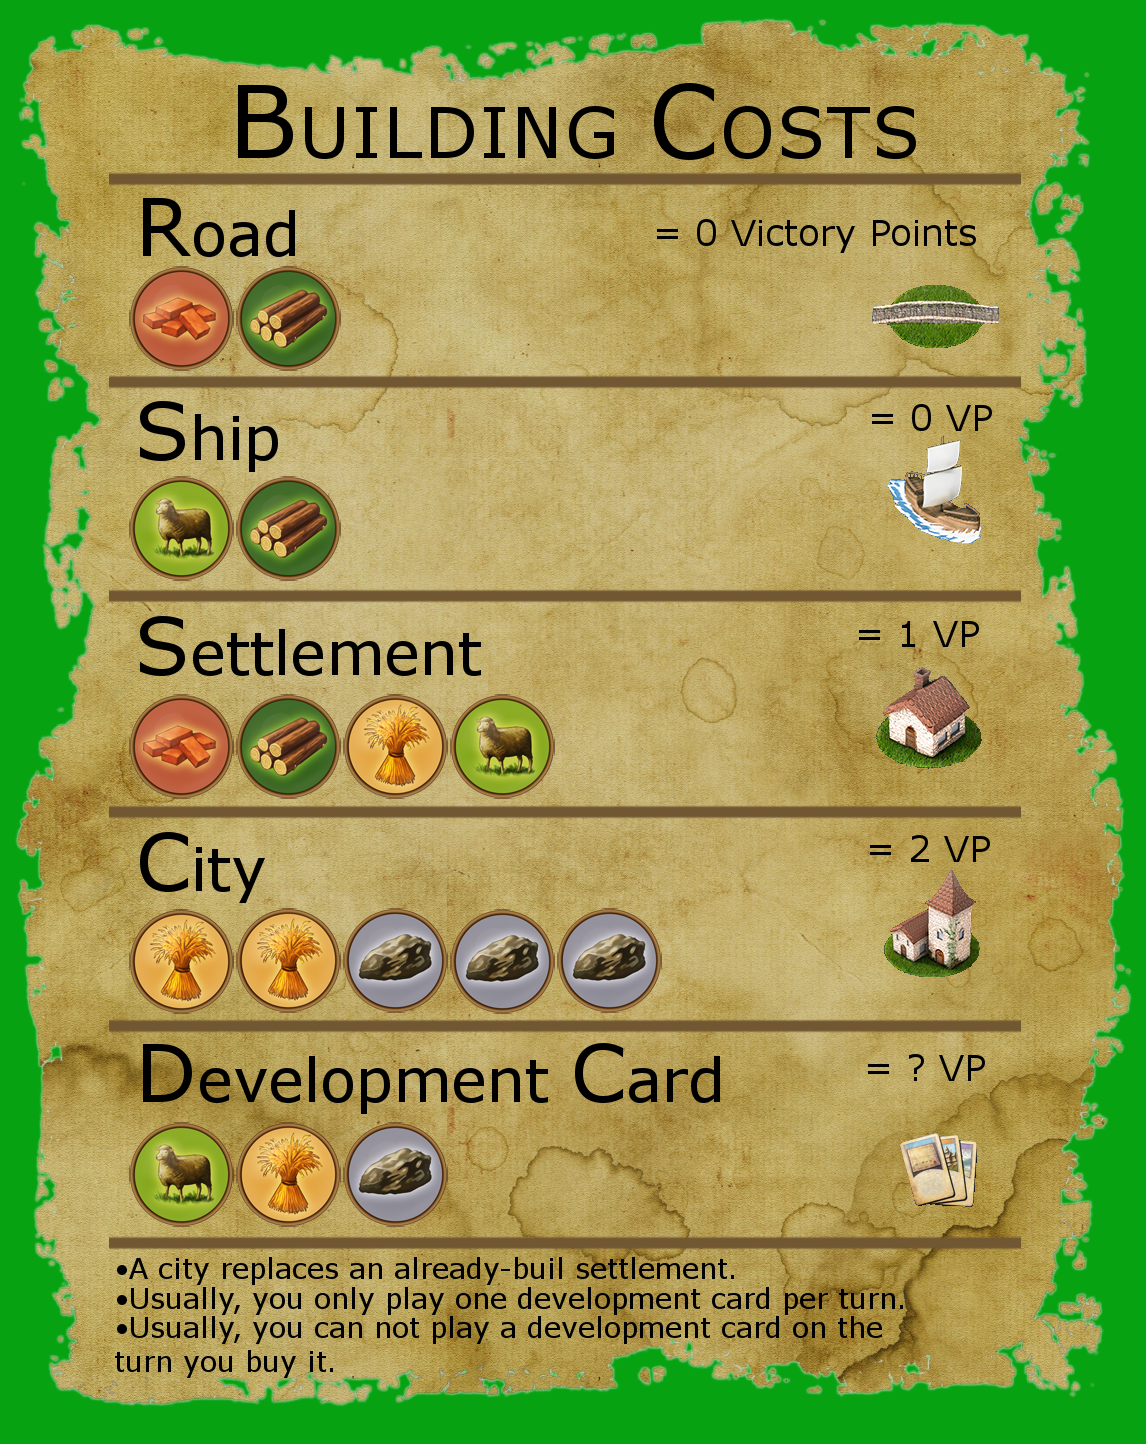 Building Costs
Road
= 0 Victory Points
Ship
= 0 VP
Settlement
= 1 VP
City
= 2 VP
Development Card
= ? VP
•A city replaces an already-buil settlement.
•Usually, you only play one development card per turn.
•Usually, you can not play a development card on the
turn you buy it.